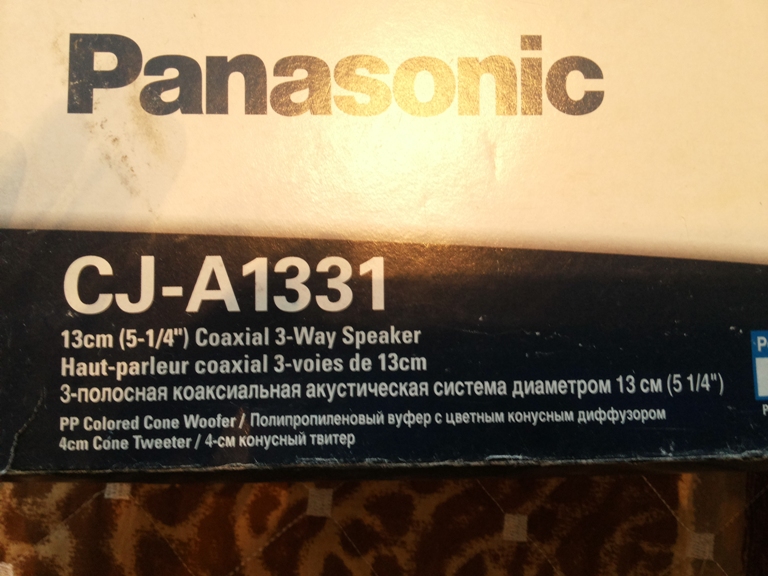 Panasonic
CJ-A1331
13cm (5-1/4") Coaxial 3-Way Speaker
Haut-parleur coaxial 3-voies de 13cm
3-полосная коаксиальная акустическая система диаметром 13 см (5 1/4")
PP Colored Cone Woofer / Полипропиленовый вуфер с цветным конусным диффузором
4cm Cone Tweeter / 4-см конусный твитер